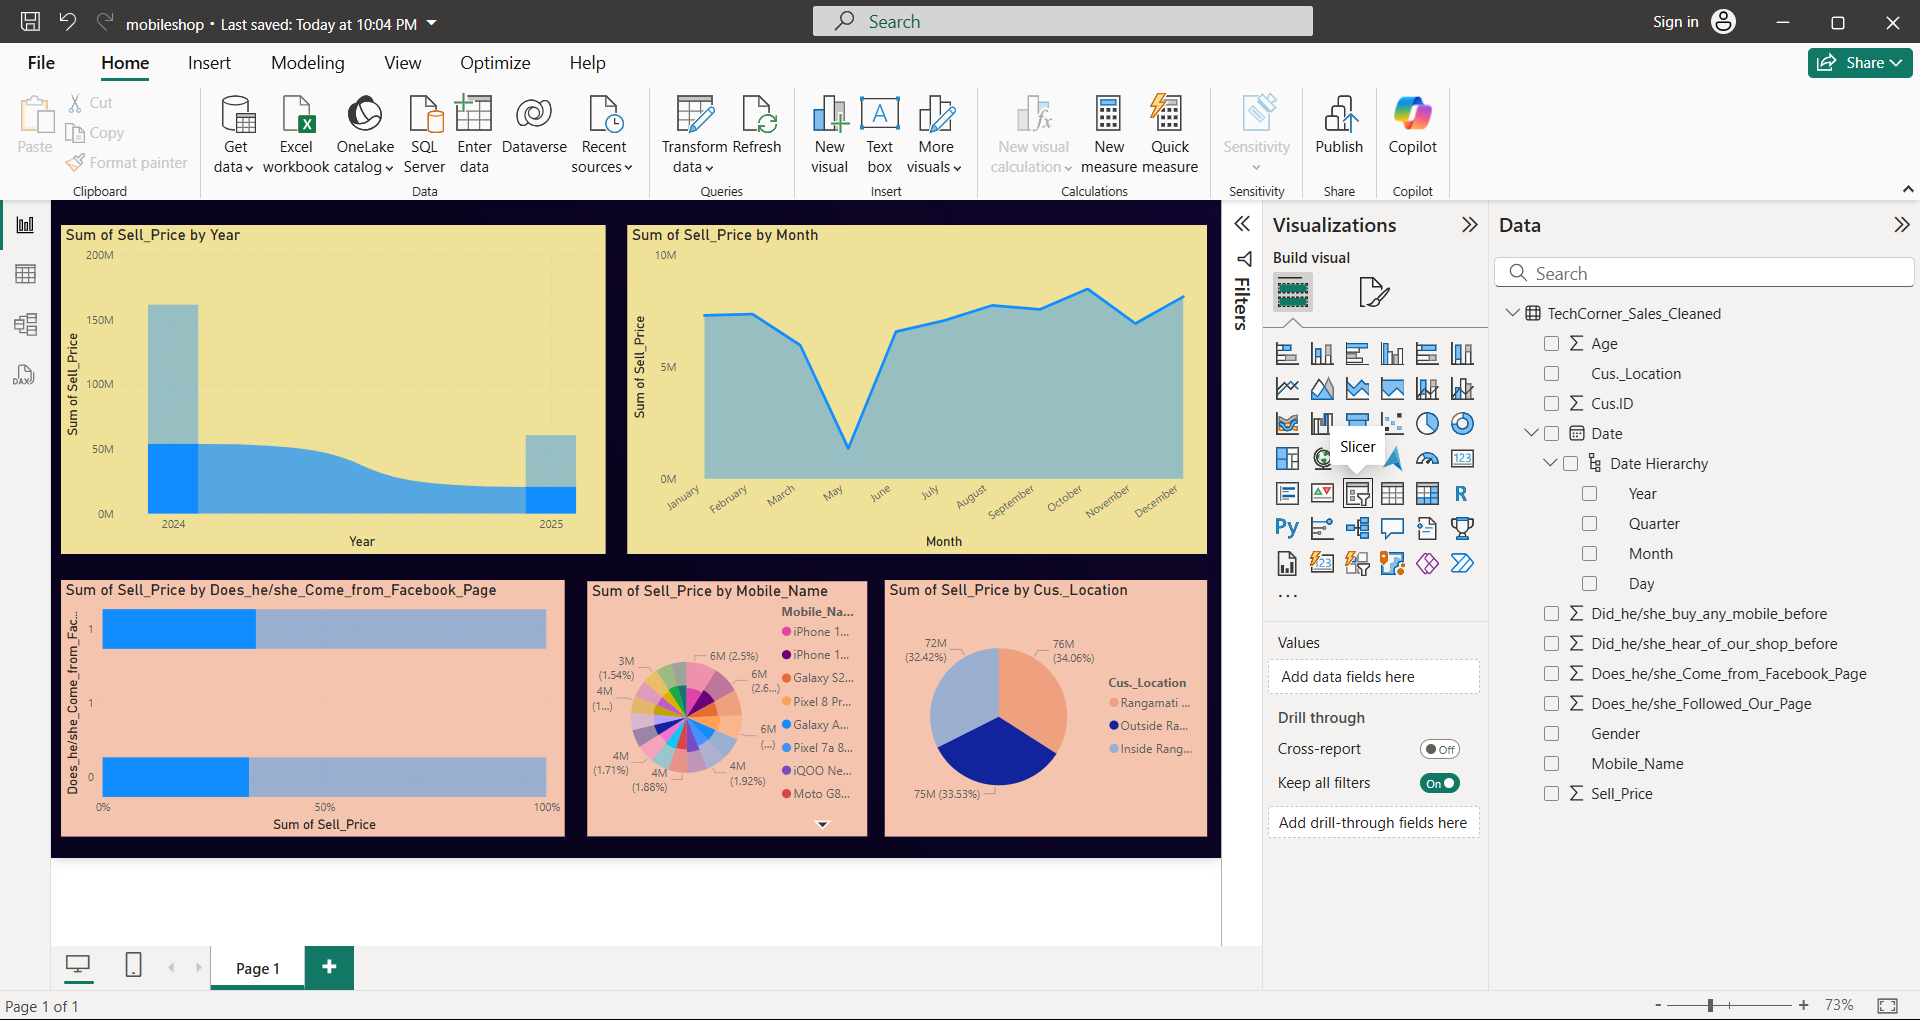 mobileshop • Last saved: Today at 10:04 PM
Search
Sign in
File
Home
Insert
Modeling
View
Optimize
Help
Share
Paste
Cut
Copy
Format painter
Clipboard
Get data
Excel workbook
OneLake catalog
SQL Server
Enter data
Dataverse
Recent sources
Data
Transform data
Refresh
Queries
New visual
Text box
More visuals
Insert
New visual calculation
New measure
Quick measure
Calculations
Sensitivity
Sensitivity
Publish
Share
Copilot
Copilot
Sum of Sell_Price by Year
Sum of Sell_Price
200M
150M
100M
50M
0M
2024
2025
Year
Sum of Sell_Price by Month
Sum of Sell_Price
10M
5M
0M
January
February
March
May
June
July
August
September
October
November
December
Month
Sum of Sell_Price by Does_he/she_Come_from_Facebook_Page
Does_he/she_Come_from_Fac...
1
1
0
0%
50%
100%
Sum of Sell_Price
Sum of Sell_Price by Mobile_Name
6M (2.5%)
6M
(2.6...)
6M
(...)
4M
(1.92%)
4M
(1.88%)
4M
(1.71%)
4M
(1...)
3M
(1.54%)
Mobile_Na...
iPhone 1...
iPhone 1...
Galaxy S2...
Pixel 8 Pr...
Galaxy A...
Pixel 7a 8...
iQOO Ne...
Moto G8...
Sum of Sell_Price by Cus._Location
72M
(32.42%)
76M
(34.06%)
75M (33.53%)
Cus._Location
Rangamati ...
Outside Ra...
Inside Rang...
Filters
Visualizations
Build visual
Slicer
123
R
Py
123
...
Values
Add data fields here
Drill through
Cross-report
Off
Keep all filters
On
Add drill-through fields here
Data
Search
TechCorner_Sales_Cleaned
Age
Cus._Location
Cus.ID
Date
Date Hierarchy
Year
Quarter
Month
Day
Did_he/she_buy_any_mobile_before
Did_he/she_hear_of_our_shop_before
Does_he/she_Come_from_Facebook_Page
Does_he/she_Followed_Our_Page
Gender
Mobile_Name
Sell_Price
DAX
Page 1
Page 1 of 1
- + 73%